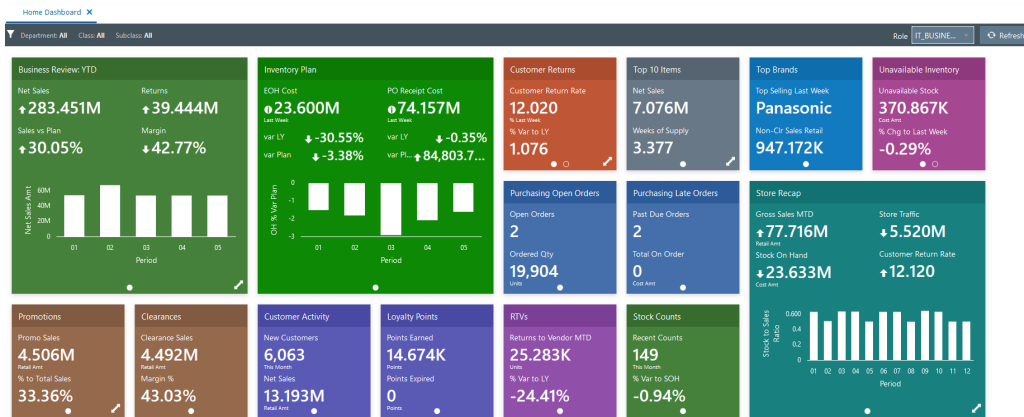 Home Dashboard ✕
Department: All Class: All Subclass: All Role IT_BUSINE... Refresh
Business Review: YTD
Net Sales Returns
283.451M 39.444M
Sales vs Plan Margin
30.05% 42.77%
Net Sales Amt
60M
40M
20M
0
01 02 03 04 05
Period
Inventory Plan
EOH Cost PO Receipt Cost
23.600M 74.157M
Last Week Last Week
var LY -30.55% var LY -0.35%
var Plan -3.38% var Pl... 84,803.7...
OH % Var Plan
0
-1
-2
-3
01 02 03 04 05
Period
Customer Returns
Customer Return Rate
12.020
% Last Week
% Var to LY
1.076
Top 10 Items
Net Sales
7.076M
Weeks of Supply
3.377
Top Brands
Top Selling Last Week
Panasonic
Non-Clr Sales Retail
947.172K
Unavailable Inventory
Unavailable Stock
370.867K
Cost Amt
% Chg to Last Week
-0.29%
Purchasing Open Orders
Open Orders
2
Ordered Qty
19,904
Units
Purchasing Late Orders
Past Due Orders
2
Total On Order
0
Cost Amt
Store Recap
Gross Sales MTD Store Traffic
77.716M 5.520M
Retail Amt
Stock On Hand Customer Return Rate
23.633M 12.120
Cost Amt
Stock to Sales
Ratio
0.600
0.4
0.2
0
01 02 03 04 05 06 07 08 09 10 11 12
Period
Promotions
Promo Sales
4.506M
Retail Amt
% to Total Sales
33.36%
Clearances
Clearance Sales
4.492M
Retail Amt
Margin %
43.03%
Customer Activity
New Customers
6,063
This Month
Net Sales
13.193M
Retail Amt
Loyalty Points
Points Earned
14.674K
Points
Points Expired
0
Points
RTVs
Returns to Vendor MTD
25.283K
Units
% Var to LY
-24.41%
Stock Counts
Recent Counts
149
This Month
% Var to SOH
-0.94%